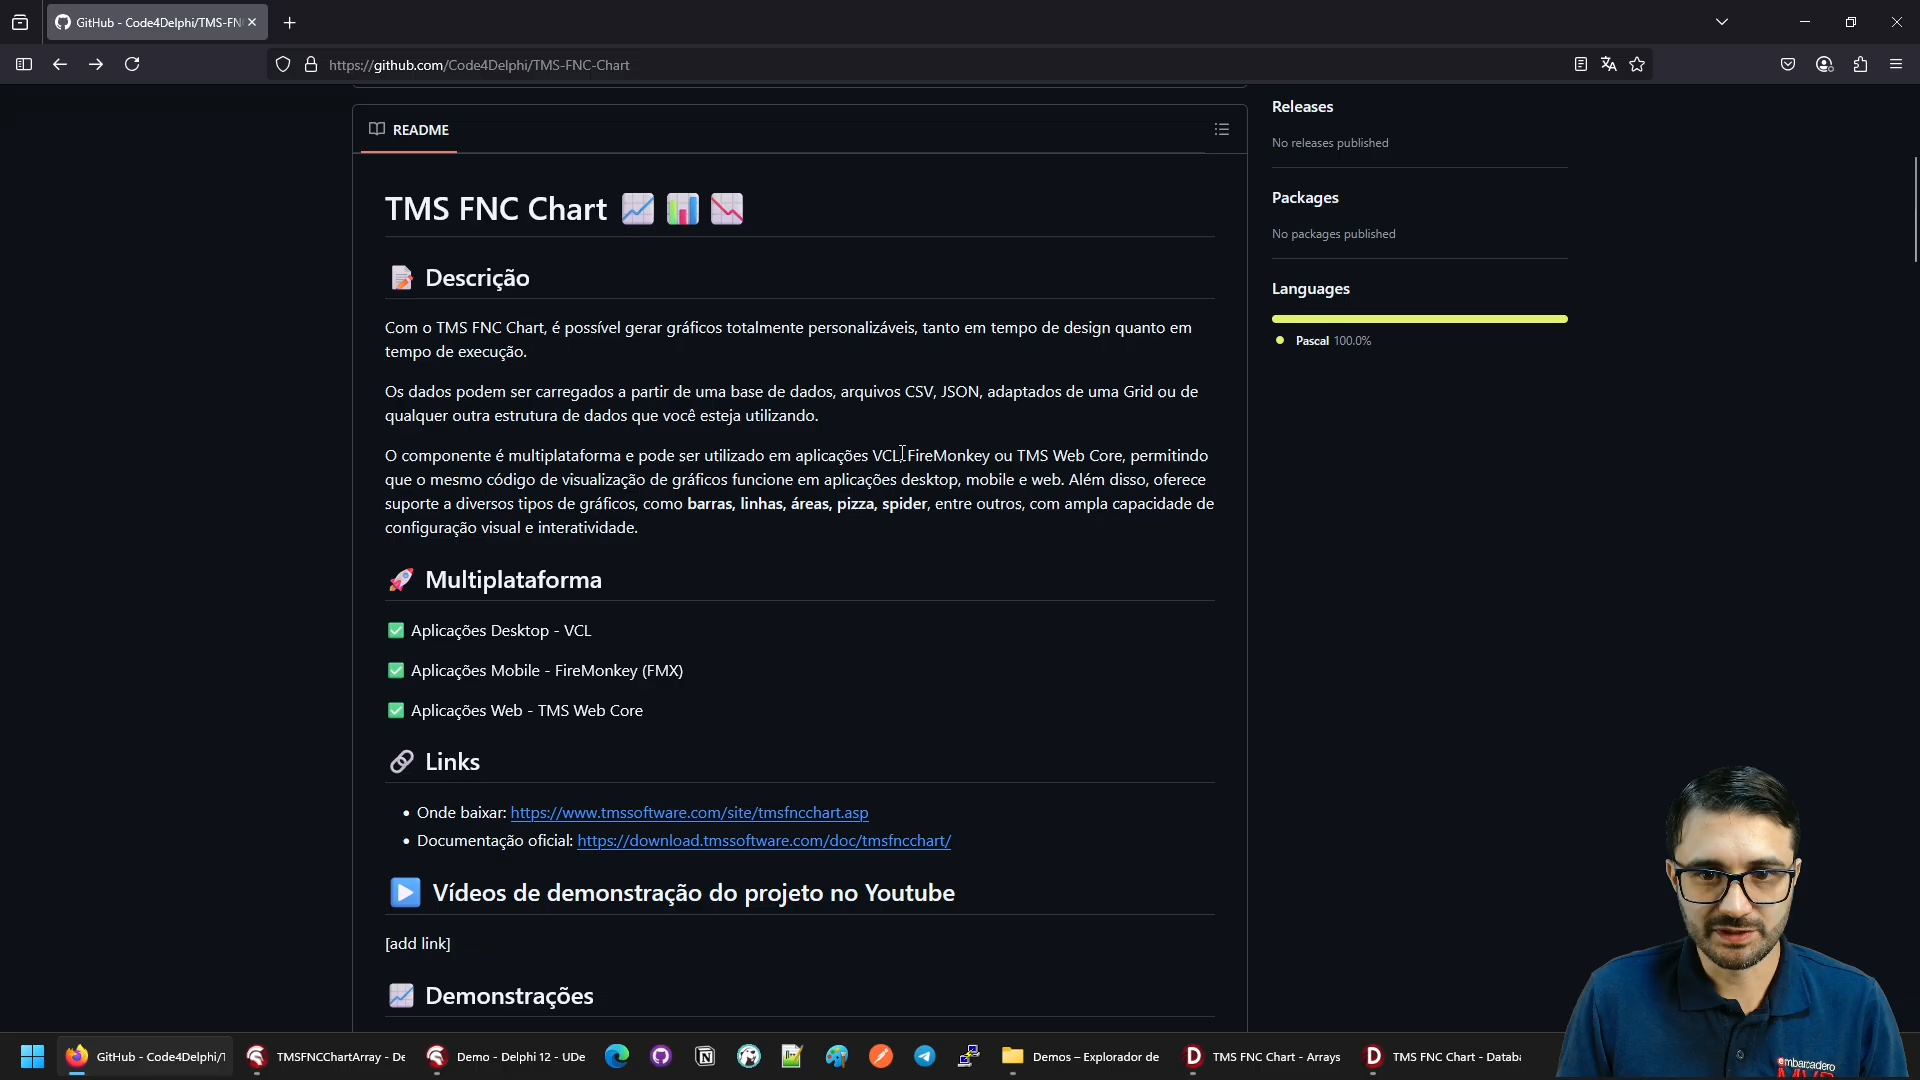 GitHub - Code4Delphi/TMS-FN
https://github.com/Code4Delphi/TMS-FNC-Chart
README
TMS FNC Chart
Descrição
Com o TMS FNC Chart, é possível gerar gráficos totalmente personalizáveis, tanto em tempo de design quanto em
tempo de execução.
Os dados podem ser carregados a partir de uma base de dados, arquivos CSV, JSON, adaptados de uma Grid ou de
qualquer outra estrutura de dados que você esteja utilizando.
O componente é multiplataforma e pode ser utilizado em aplicações VCL, FireMonkey ou TMS Web Core, permitindo
que o mesmo código de visualização de gráficos funcione em aplicações desktop, mobile e web. Além disso, oferece
suporte a diversos tipos de gráficos, como barras, linhas, áreas, pizza, spider, entre outros, com ampla capacidade de
configuração visual e interatividade.
Multiplataforma
Aplicações Desktop - VCL
Aplicações Mobile - FireMonkey (FMX)
Aplicações Web - TMS Web Core
Links
• Onde baixar: https://www.tmssoftware.com/site/tmsfncchart.asp
• Documentação oficial: https://download.tmssoftware.com/doc/tmsfncchart/
Vídeos de demonstração do projeto no Youtube
[add link]
Demonstrações
Releases
No releases published
Packages
No packages published
Languages
Pascal 100.0%
embarcadero
GitHub - Code4Delphi/T
TMSFNCChartArray - De
Demo - Delphi 12 - UDe
Demos – Explorador de
TMS FNC Chart - Arrays
TMS FNC Chart - Databa